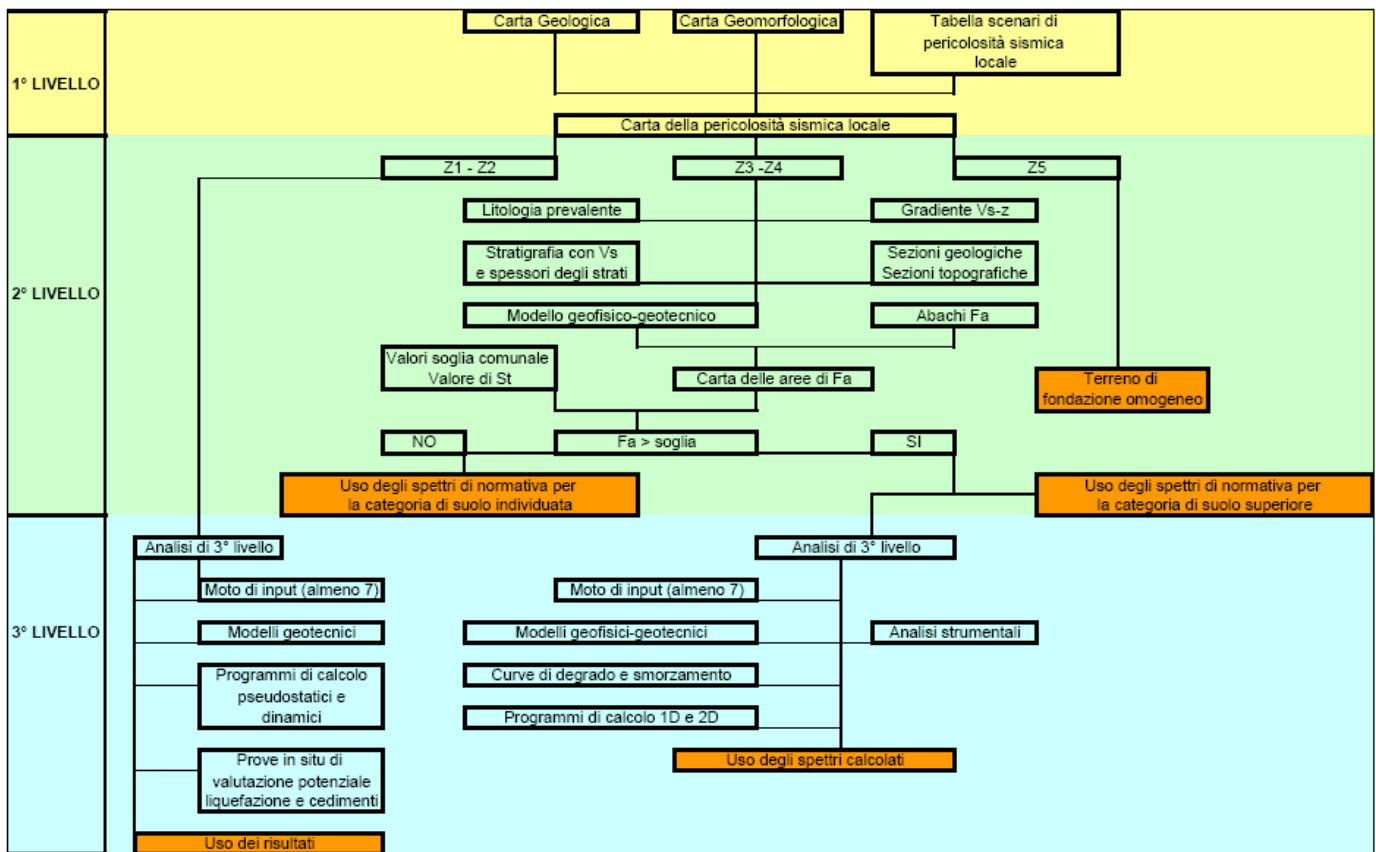 Carta Geologica
Carta Geomorfologica
Tabella scenari di
pericolosità sismica
locale
1° LIVELLO
Carta della pericolosità sismica locale
Z1 - Z2
Z3 -Z4
Z5
Litologia prevalente
Gradiente Vs-z
Stratigrafia con Vs
e spessori degli strati
Sezioni geologiche
Sezioni topografiche
2° LIVELLO
Modello geofisico-geotecnico
Abachi Fa
Valori soglia comunale
Valore di St
Carta delle aree di Fa
Terreno di
fondazione omogeneo
NO
Fa > soglia
SI
Uso degli spettri di normativa per
la categoria di suolo individuata
Uso degli spettri di normativa per
la categoria di suolo superiore
Analisi di 3° livello
Analisi di 3° livello
Moto di input (almeno 7)
Moto di input (almeno 7)
3° LIVELLO
Modelli geotecnici
Modelli geofisici-geotecnici
Analisi strumentali
Programmi di calcolo
pseudostatici e
dinamici
Curve di degrado e smorzamento
Programmi di calcolo 1D e 2D
Prove in situ di
valutazione potenziale
liquefazione e cedimenti
Uso degli spettri calcolati
Uso dei risultati